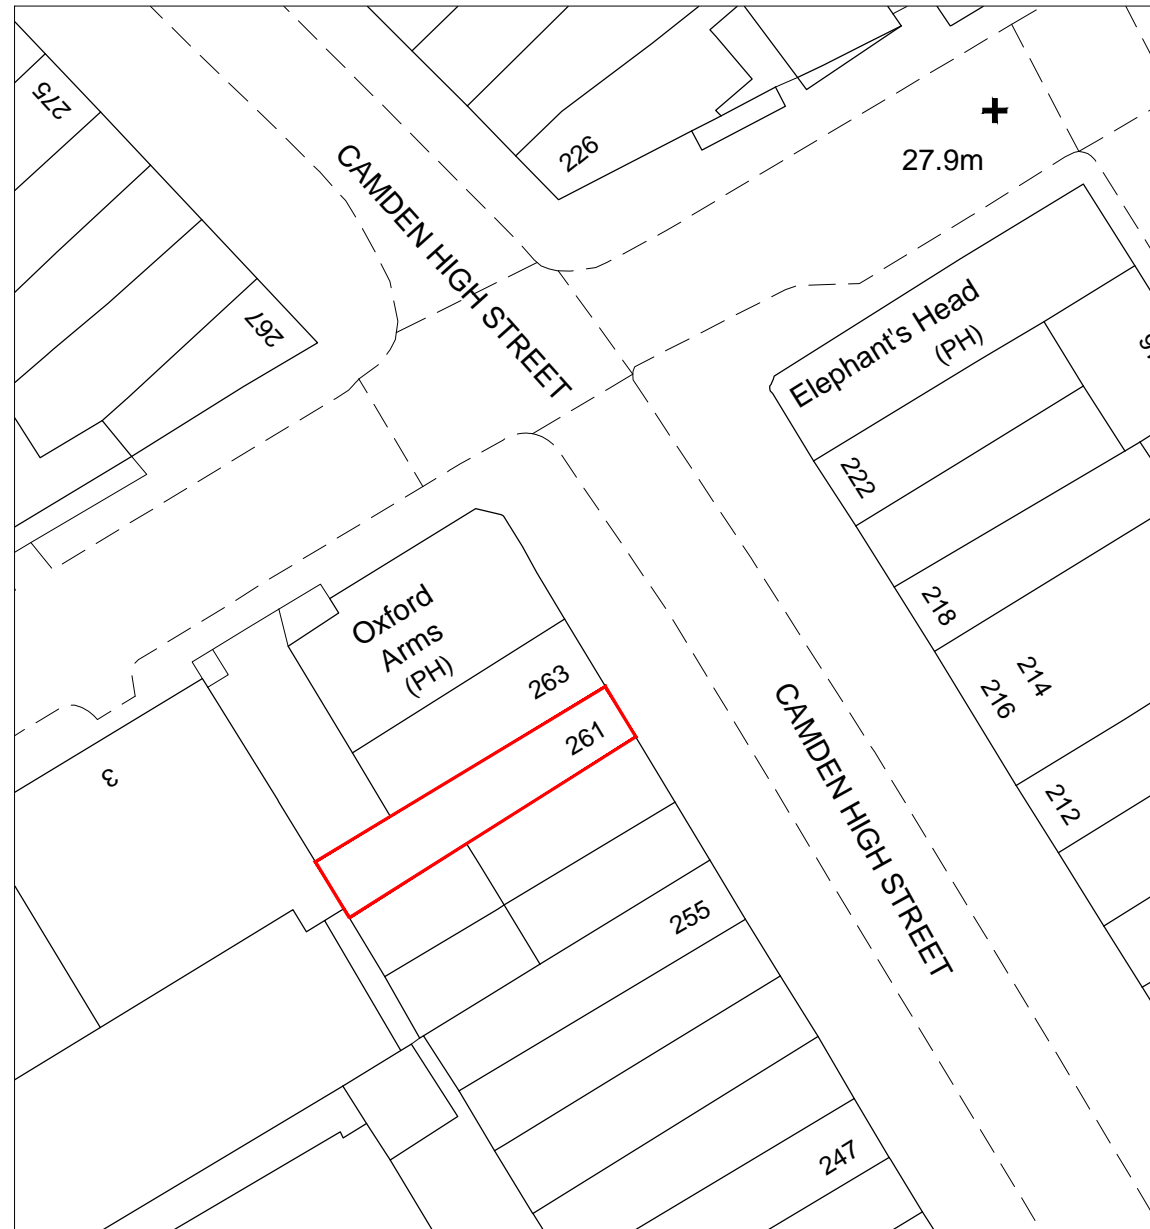 275
226
27.9m
CAMDEN HIGH STREET
267
Elephant's Head
(PH)
222
218
Oxford
Arms
(PH)
263
261
214
216
3
CAMDEN HIGH STREET
212
255
247